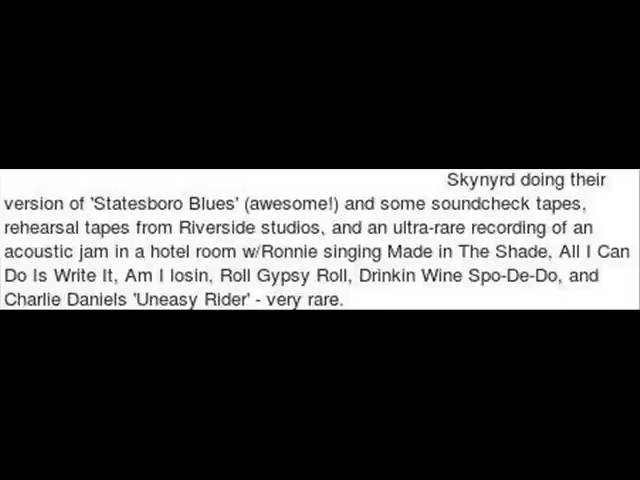 Skynyrd doing their
version of 'Statesboro Blues' (awesome!) and some soundcheck tapes,
rehearsal tapes from Riverside studios, and an ultra-rare recording of an
acoustic jam in a hotel room w/Ronnie singing Made in The Shade, All I Can
Do Is Write It, Am I losin, Roll Gypsy Roll, Drinkin Wine Spo-De-Do, and
Charlie Daniels 'Uneasy Rider' - very rare.